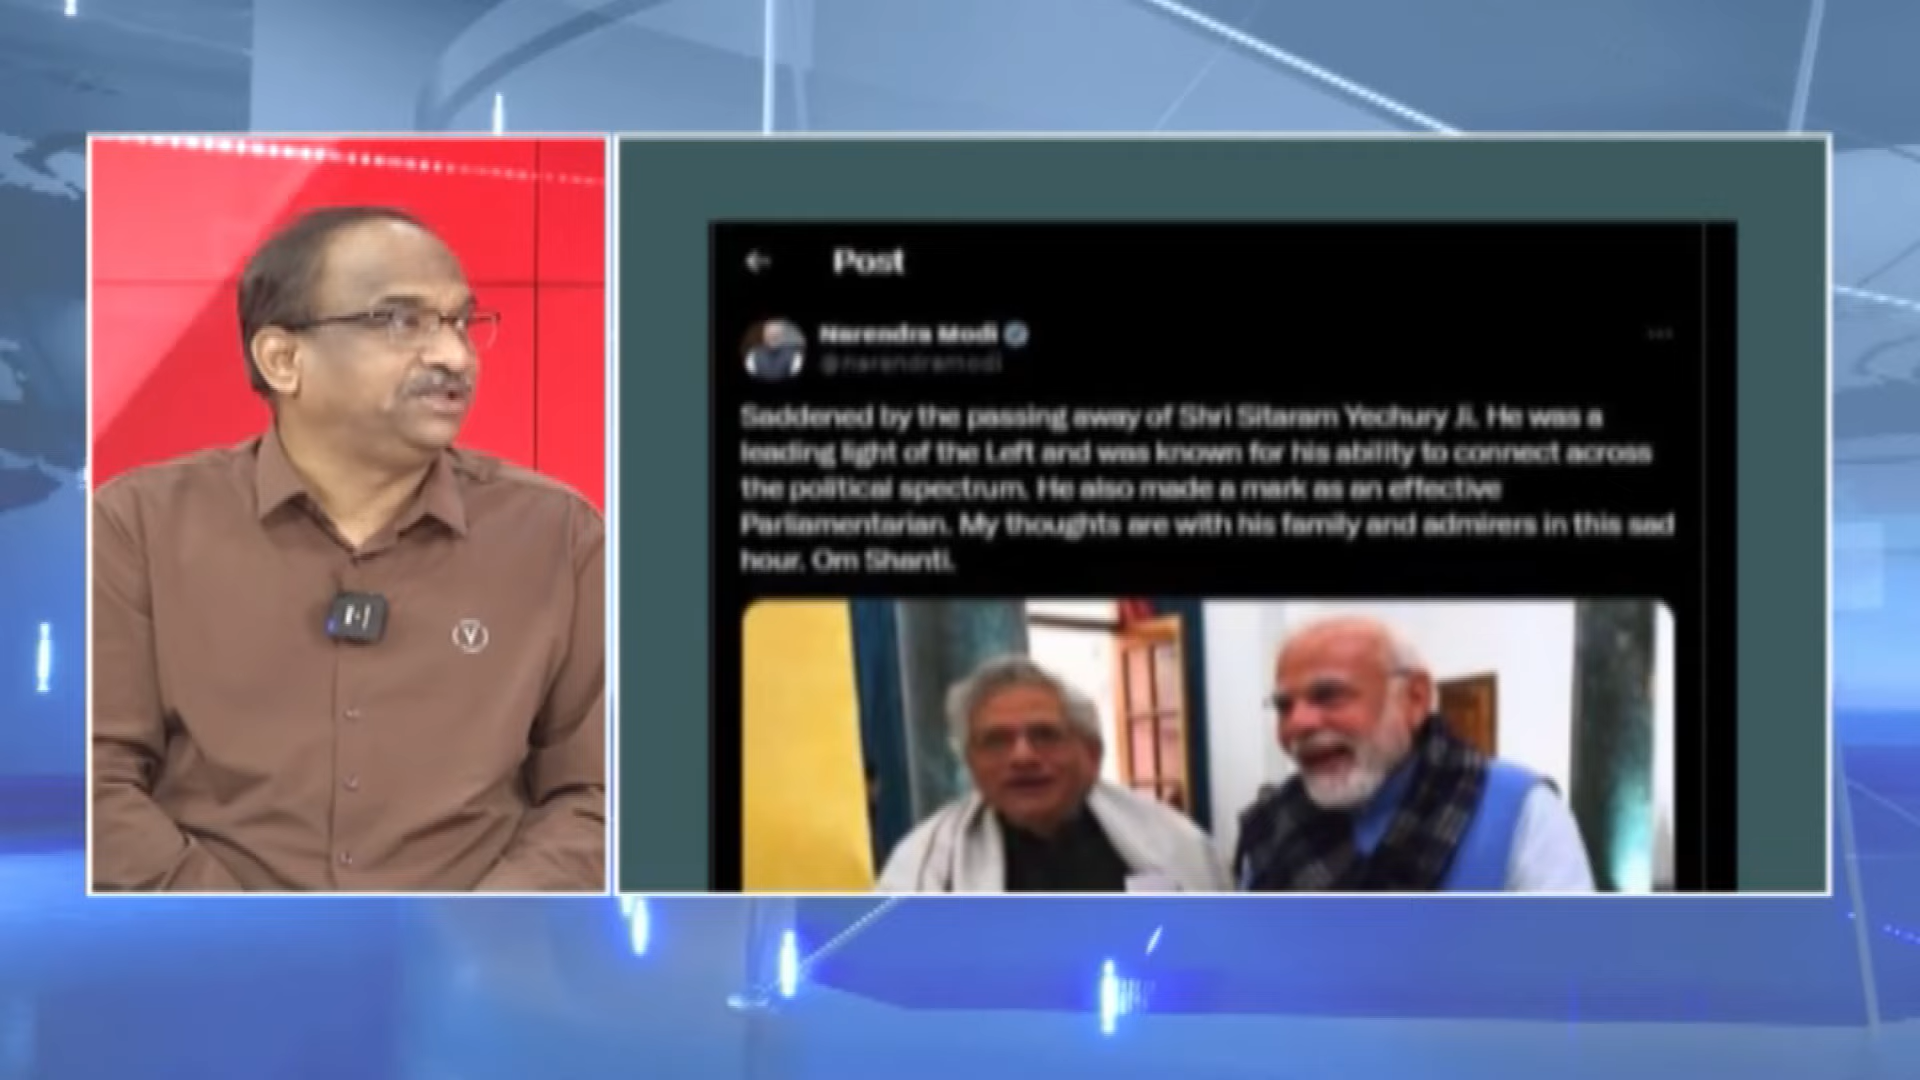 Post
Narendra Modi
@narendramodi
Saddened by the passing away of Shri Sitaram Yechury Ji. He was a
leading light of the Left and was known for his ability to connect across
the political spectrum. He also made a mark as an effective
Parliamentarian. My thoughts are with his family and admirers in this sad
hour. Om Shanti.
V